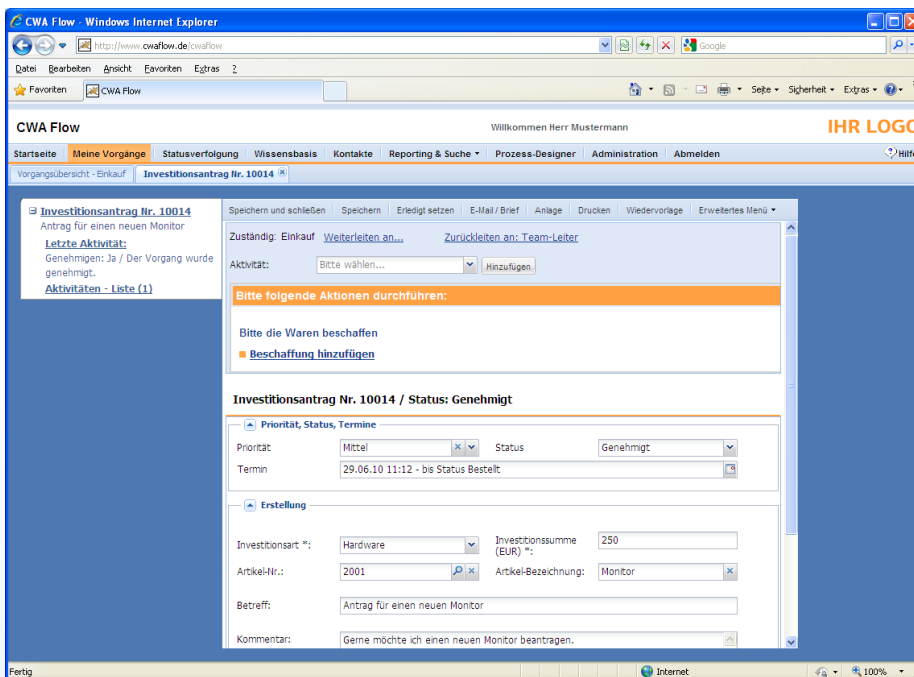 CWA Flow - Windows Internet Explorer
http://www.cwaflow.de/cwaflow
Google
Datei Bearbeiten Ansicht Favoriten Extras ?
Favoriten CWA Flow Seite Sicherheit Extras
CWA Flow Willkommen Herr Mustermann IHR LOGO
Startseite Meine Vorgänge Statusverfolgung Wissensbasis Kontakte Reporting & Suche Prozess-Designer Administration Abmelden Hilfe
Vorgangsübersicht - Einkauf Investitionsantrag Nr. 10014
Investitionsantrag Nr. 10014
Antrag für einen neuen Monitor
Letzte Aktivität:
Genehmigen: Ja / Der Vorgang wurde
genehmigt.
Aktivitäten - Liste (1)
Speichern und schließen Speichern Erledigt setzen E-Mail / Brief Anlage Drucken Wiedervorlage Erweitertes Menü
Zuständig: Einkauf Weiterleiten an... Zurückleiten an: Team-Leiter
Aktivität: Bitte wählen... Hinzufügen
Bitte folgende Aktionen durchführen:
Bitte die Waren beschaffen
Beschaffung hinzufügen
Investitionsantrag Nr. 10014 / Status: Genehmigt
Priorität, Status, Termine
Priorität Mittel Status Genehmigt
Termin 29.06.10 11:12 - bis Status Bestellt
Erstellung
Investitionsart *: Hardware Investitionssumme (EUR) *: 250
Artikel-Nr.: 2001 Artikel-Bezeichnung: Monitor
Betreff: Antrag für einen neuen Monitor
Kommentar: Gerne möchte ich einen neuen Monitor beantragen.
Fertig Internet 100%